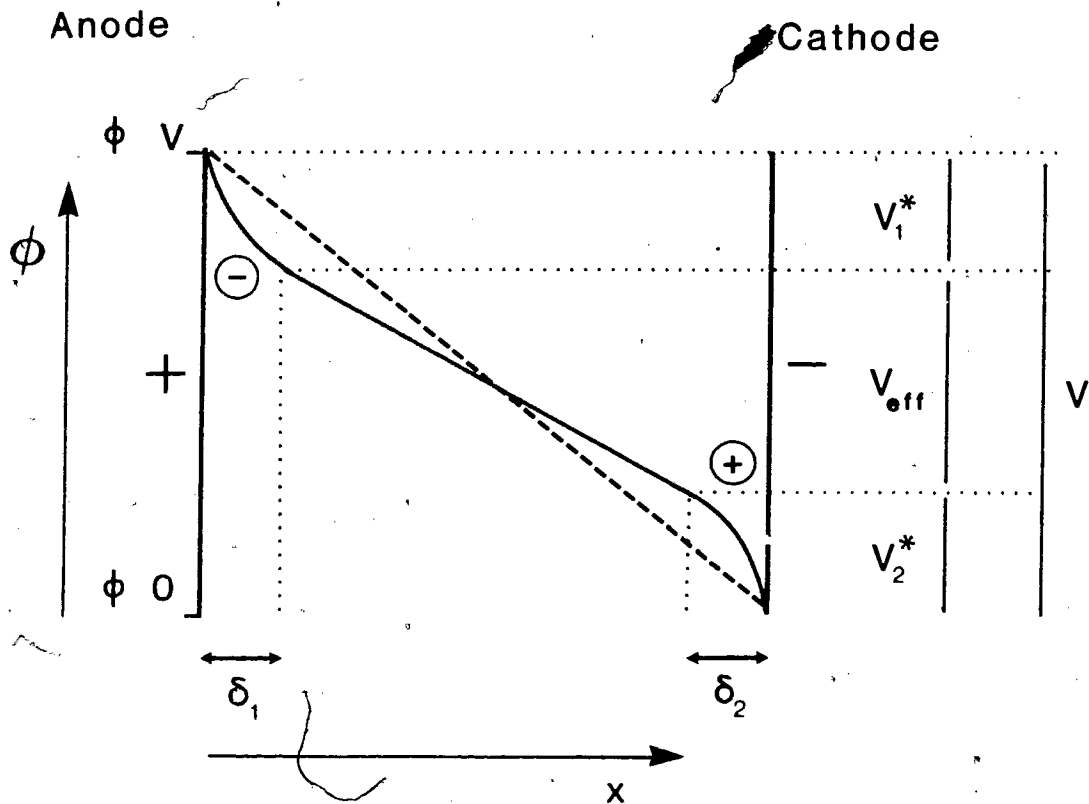 Anode
Cathode
ϕ V
V₁*
ϕ
−
+
−
V_eff
V
+
V₂*
ϕ 0
δ₁
δ₂
x